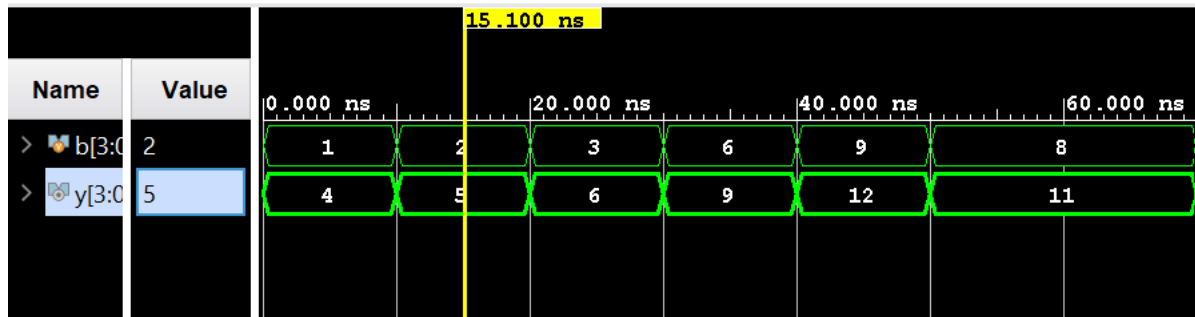 15.100 ns
Name Value
0.000 ns 20.000 ns 40.000 ns 60.000 ns
b[3:0 2 1 2 3 6 9 8
y[3:0 5 4 5 6 9 12 11